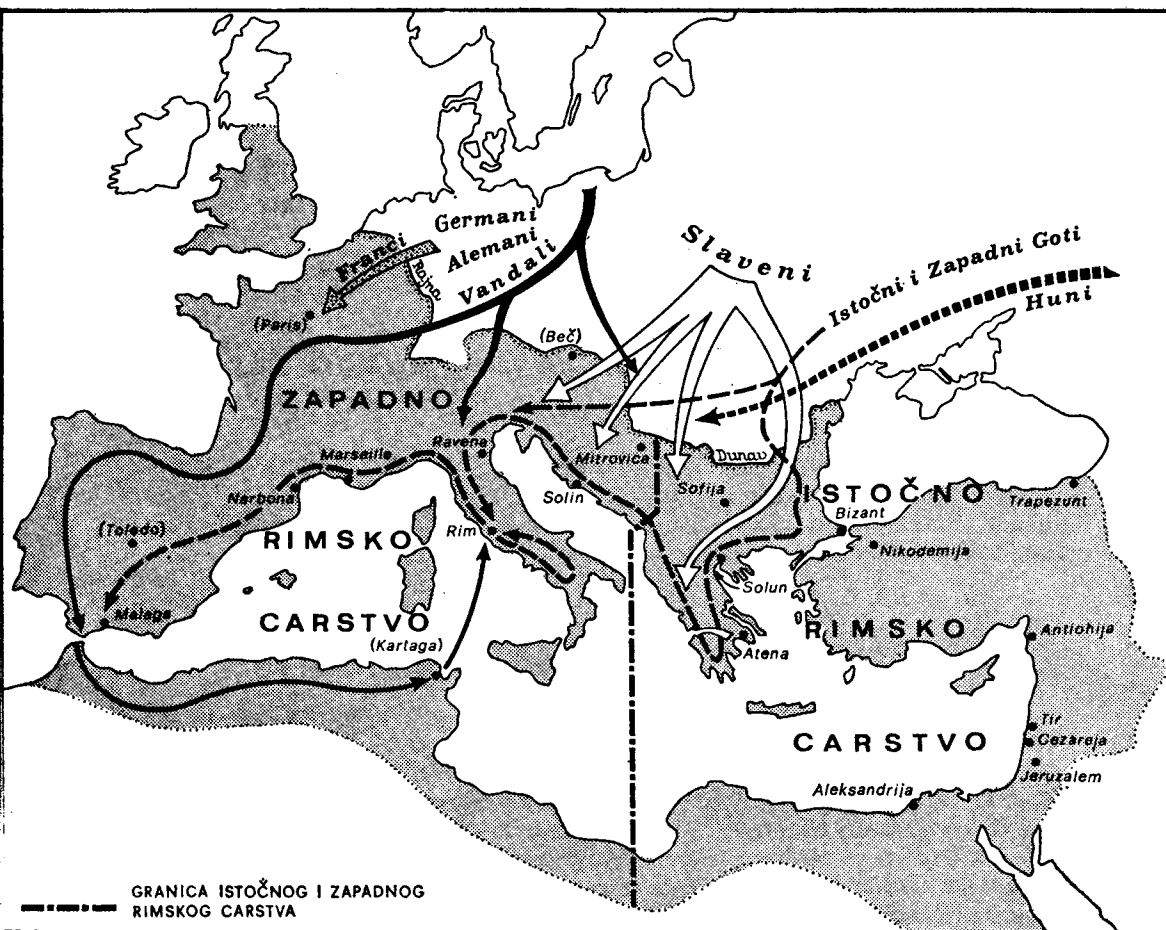 Germani
Alemani
Vandali
Franci
Rajna
Slaveni
Istočni i Zapadni Goti
Huni
(Paris)
(Beč)
ZAPADNO
Ravena
Marseille
Narbona
Mitrovica
Dunav
Solin
Sofija
ISTOČNO
Trapezunt
Bizant
Nikodemija
(Toledo)
RIMSKO
Rim
Solun
Malaga
CARSTVO
(Kartaga)
RIMSKO
Antiohija
Atena
CARSTVO
Tir
Cezareja
Jeruzalem
Aleksandrija
GRANICA ISTOČNOG I ZAPADNOG
RIMSKOG CARSTVA